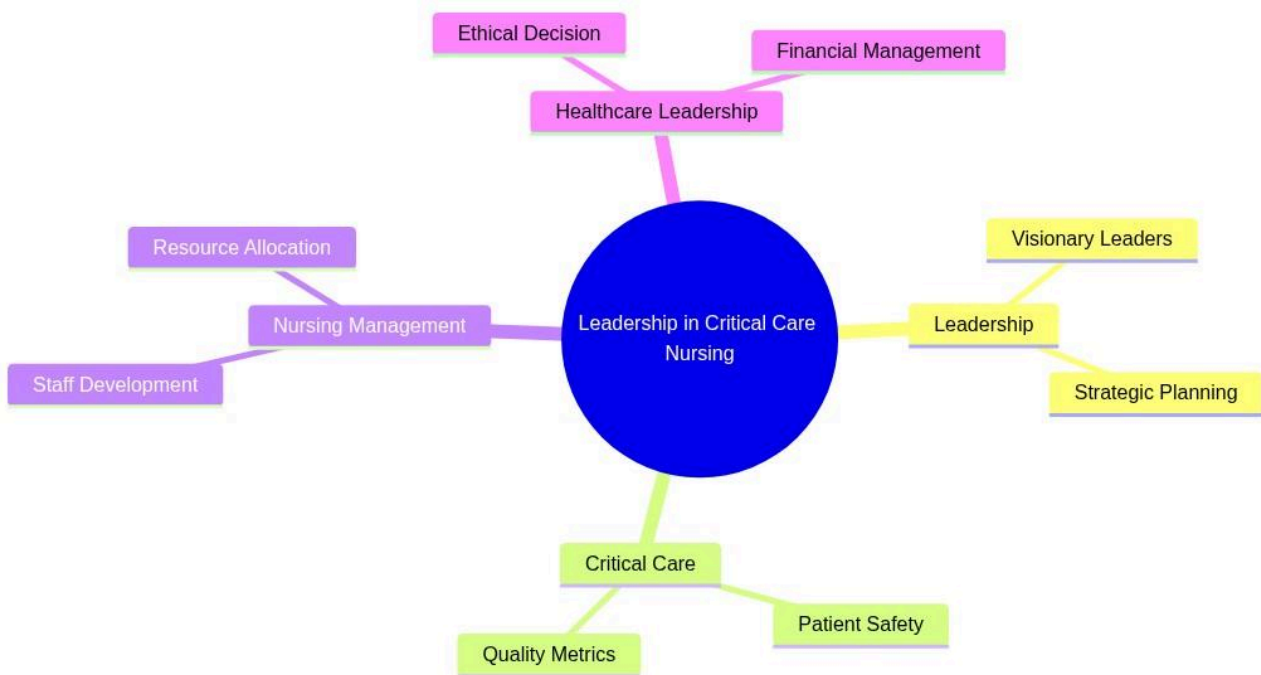 Ethical Decision
Financial Management
Healthcare Leadership
Resource Allocation
Visionary Leaders
Nursing Management
Leadership in Critical Care
Nursing
Leadership
Staff Development
Strategic Planning
Critical Care
Patient Safety
Quality Metrics